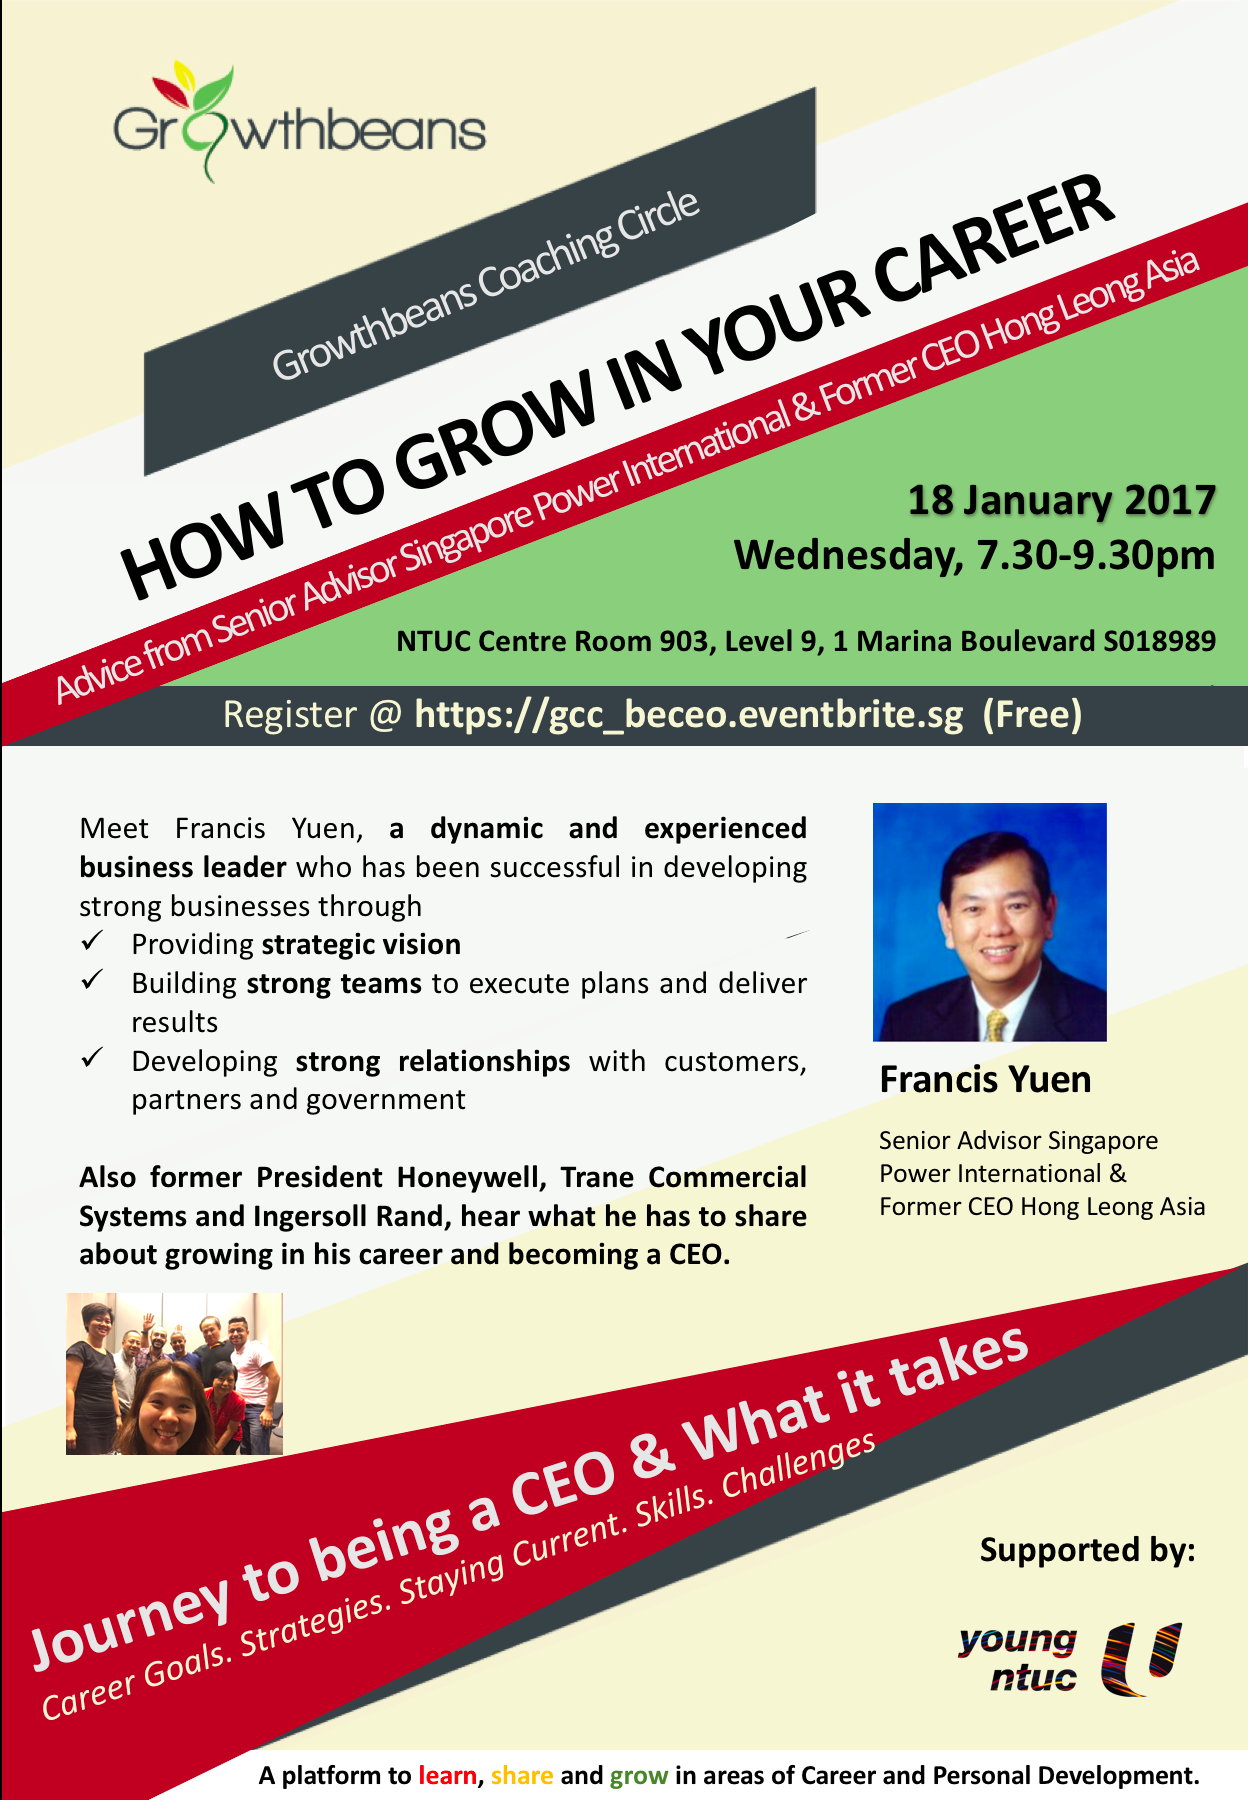 Growthbeans
Growthbeans Coaching Circle
HOW TO GROW IN YOUR CAREER
Advice from Senior Advisor Singapore Power International & Former CEO Hong Leong Asia
18 January 2017
Wednesday, 7.30-9.30pm
NTUC Centre Room 903, Level 9, 1 Marina Boulevard S018989
Register @ https://gcc_beceo.eventbrite.sg (Free)
Meet Francis Yuen, a dynamic and experienced
business leader who has been successful in developing
strong businesses through
✓ Providing strategic vision
✓ Building strong teams to execute plans and deliver
results
✓ Developing strong relationships with customers,
partners and government
Also former President Honeywell, Trane Commercial
Systems and Ingersoll Rand, hear what he has to share
about growing in his career and becoming a CEO.
Francis Yuen
Senior Advisor Singapore
Power International &
Former CEO Hong Leong Asia
Journey to being a CEO & What it takes
Career Goals. Strategies. Staying Current. Skills. Challenges
Supported by:
young
ntuc
U
A platform to learn, share and grow in areas of Career and Personal Development.